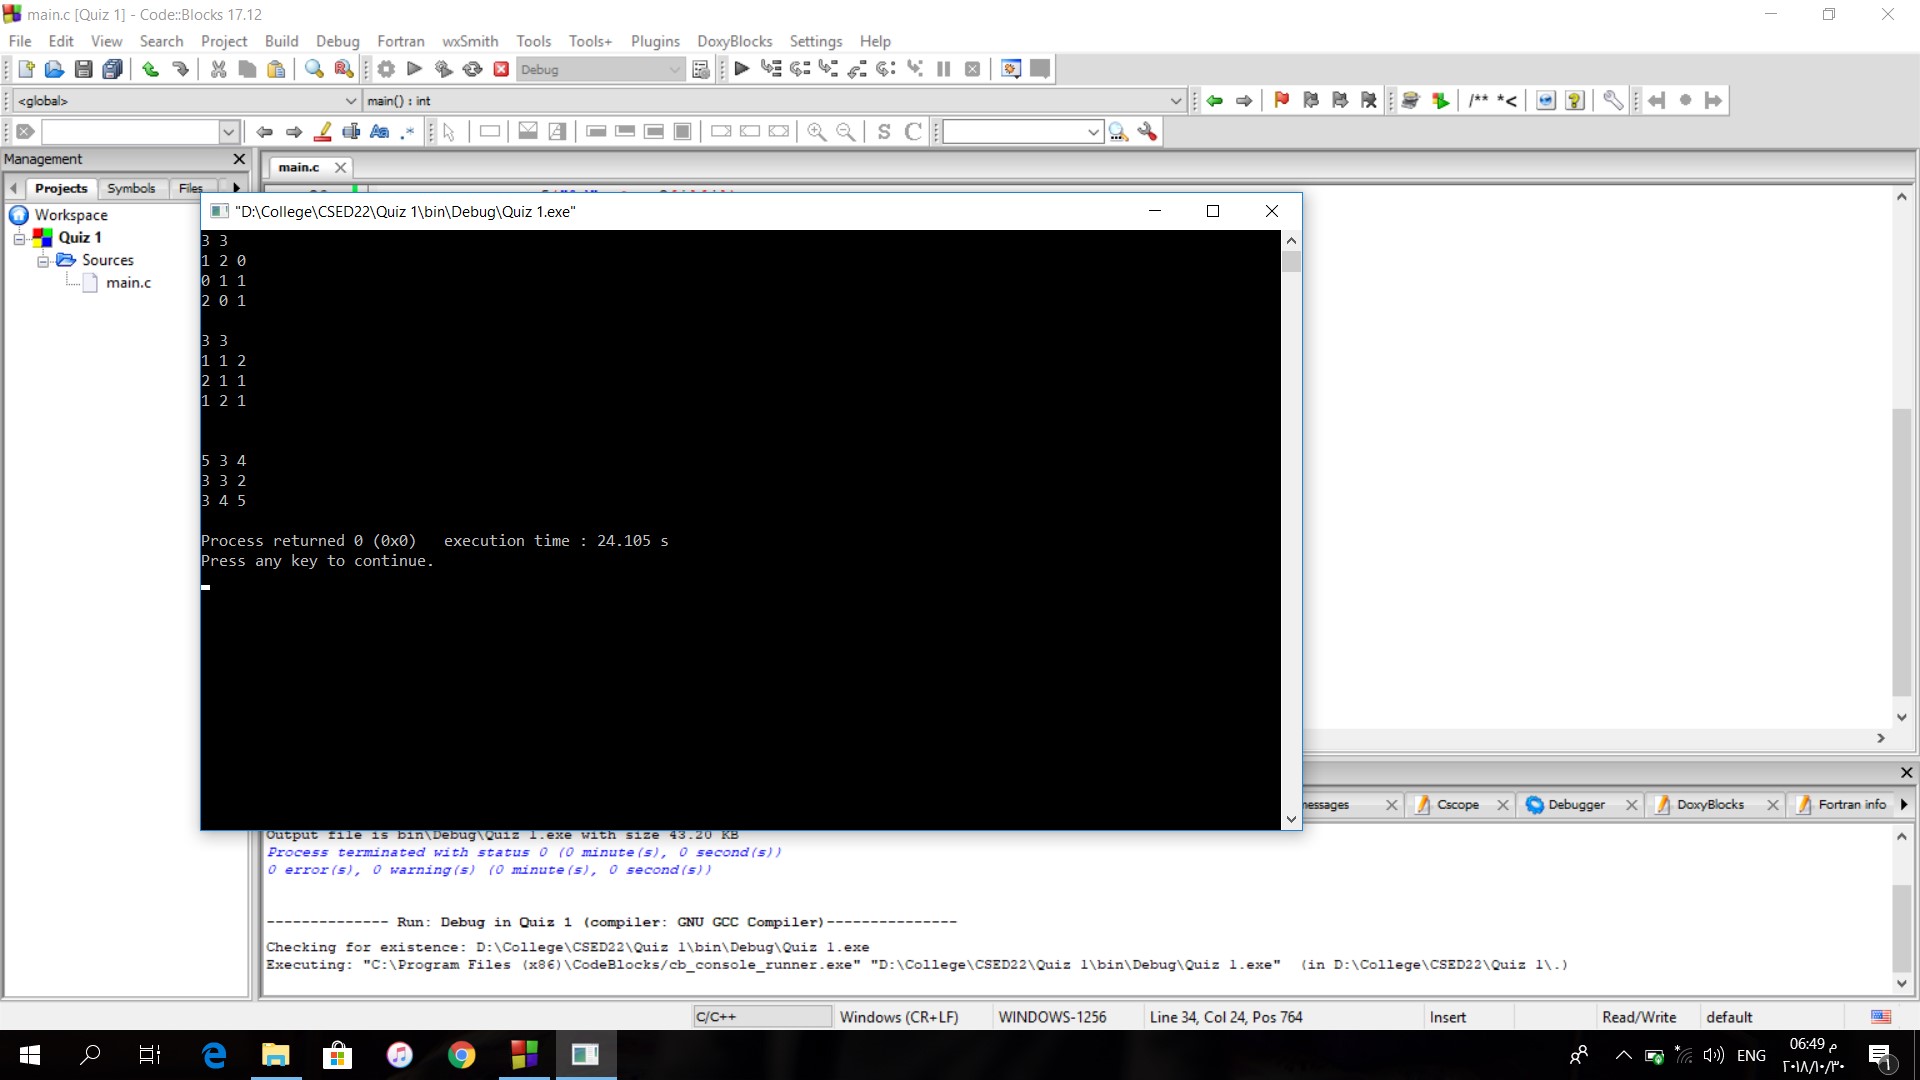 main.c [Quiz 1] - Code::Blocks 17.12
File Edit View Search Project Build Debug Fortran wxSmith Tools Tools+ Plugins DoxyBlocks Settings Help
Debug
<global> main() : int
/** *<
S C
Management
main.c
Projects Symbols Files
Workspace
Quiz 1
Sources
main.c
"D:\College\CSED22\Quiz 1\bin\Debug\Quiz 1.exe"
3 3
1 2 0
0 1 1
2 0 1
3 3
1 1 2
2 1 1
1 2 1
5 3 4
3 3 2
3 4 5
Process returned 0 (0x0) execution time : 24.105 s
Press any key to continue.
Cscope Debugger DoxyBlocks Fortran info
Output file is bin\Debug\Quiz 1.exe with size 43.20 KB
Process terminated with status 0 (0 minute(s), 0 second(s))
0 error(s), 0 warning(s) (0 minute(s), 0 second(s))
-------------- Run: Debug in Quiz 1 (compiler: GNU GCC Compiler)---------------
Checking for existence: D:\College\CSED22\Quiz 1\bin\Debug\Quiz 1.exe
Executing: "C:\Program Files (x86)\CodeBlocks/cb_console_runner.exe" "D:\College\CSED22\Quiz 1\bin\Debug\Quiz 1.exe" (in D:\College\CSED22\Quiz 1\.)
C/C++ Windows (CR+LF) WINDOWS-1256 Line 34, Col 24, Pos 764 Insert Read/Write default
ENG
06:49 م
٢٠١٨/١٠/٣٠
١